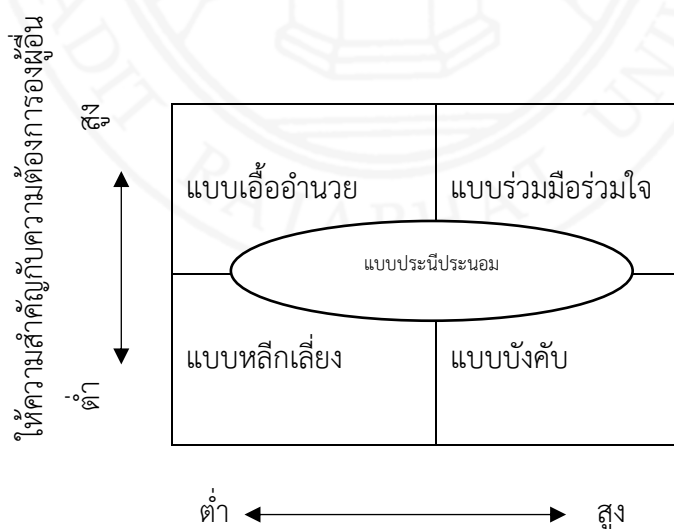 ให้ความสำคัญกับความต้องการองผู้อื่น
สูง
ต่ำ
แบบเอื้ออำนวย
แบบร่วมมือร่วมใจ
แบบประนีประนอม
แบบหลีกเลี่ยง
แบบบังคับ
ต่ำ
สูง